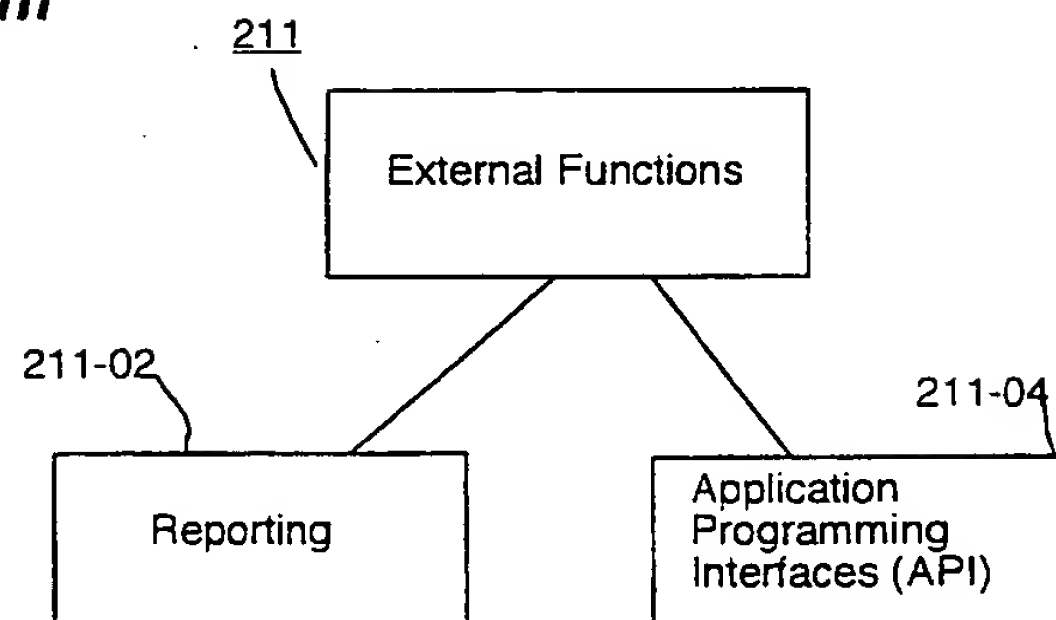 211
External Functions
211-02
211-04
Reporting
Application
Programming
Interfaces (API)